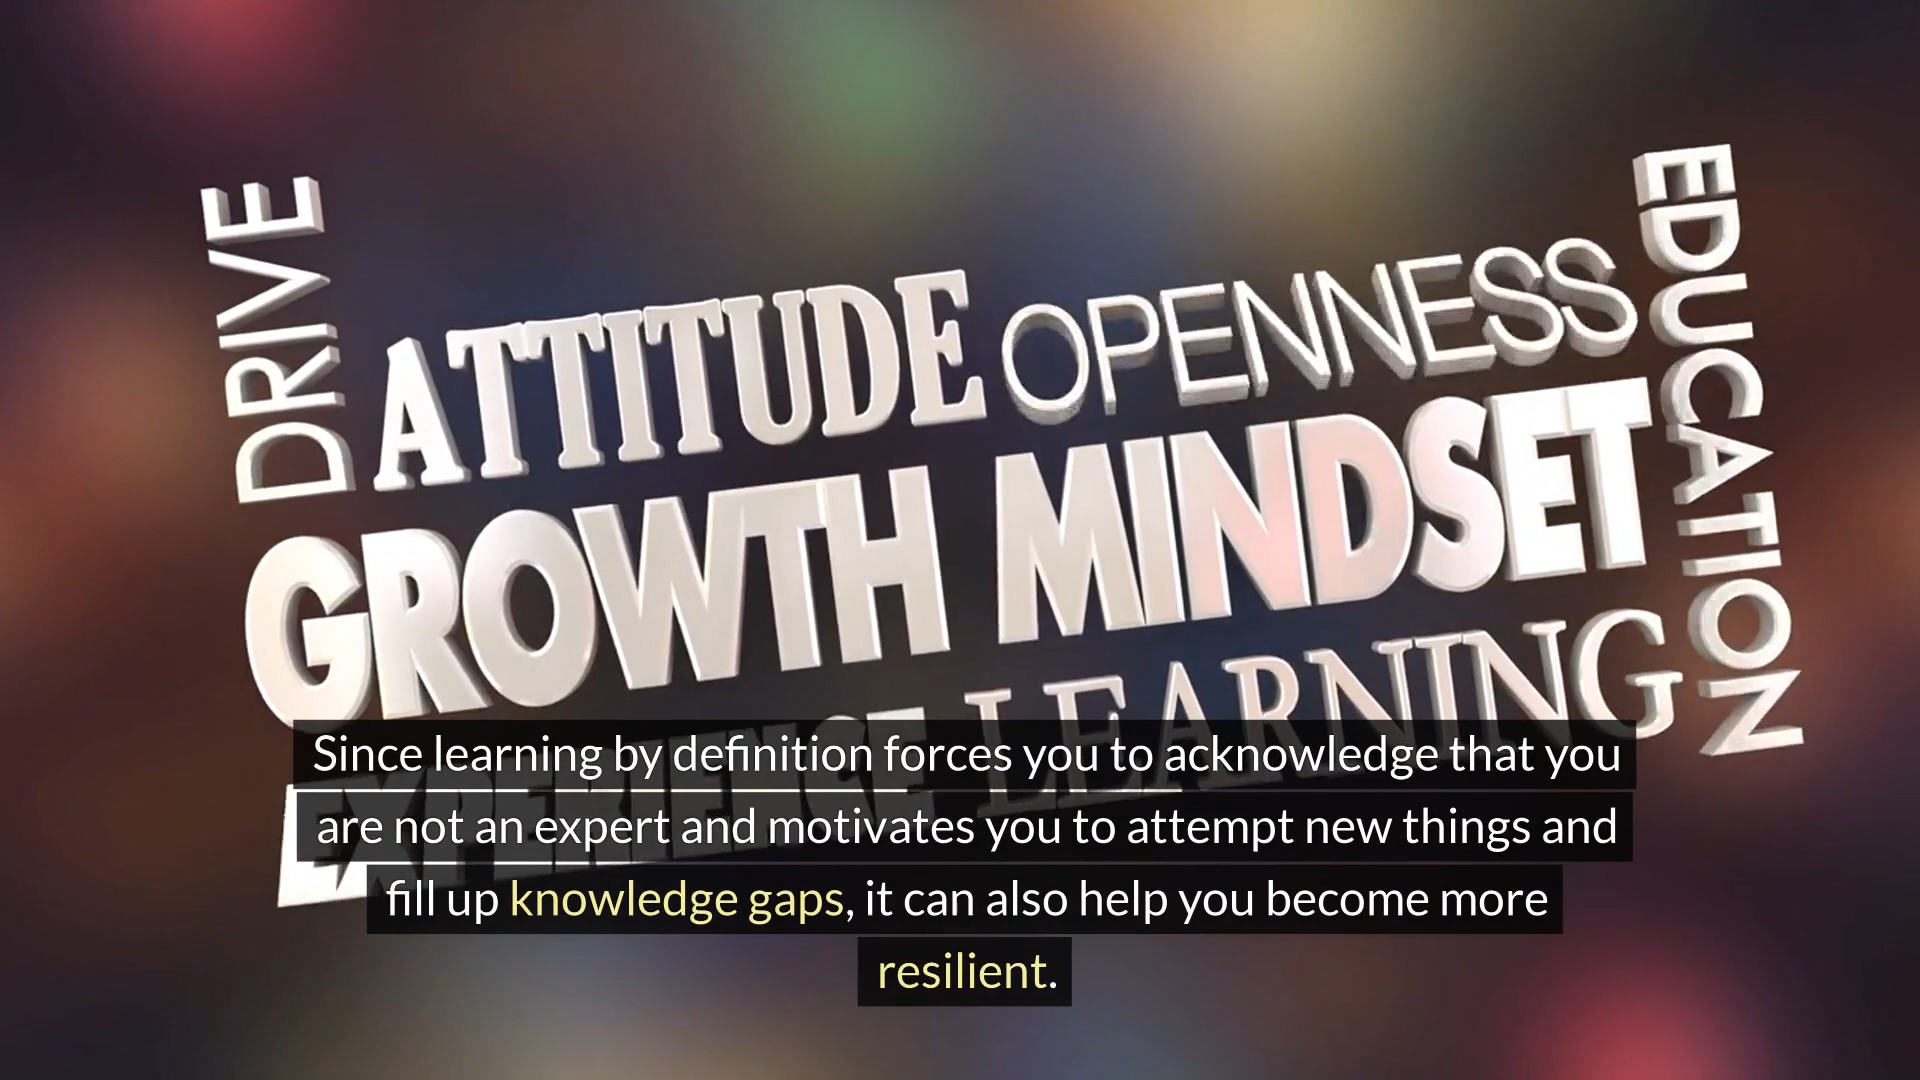 DRIVE
ATTITUDE OPENNESS
EDUCATION
GROWTH MINDSET
EXPERIENCE LEARNING
Since learning by definition forces you to acknowledge that you
are not an expert and motivates you to attempt new things and
fill up knowledge gaps, it can also help you become more
resilient.